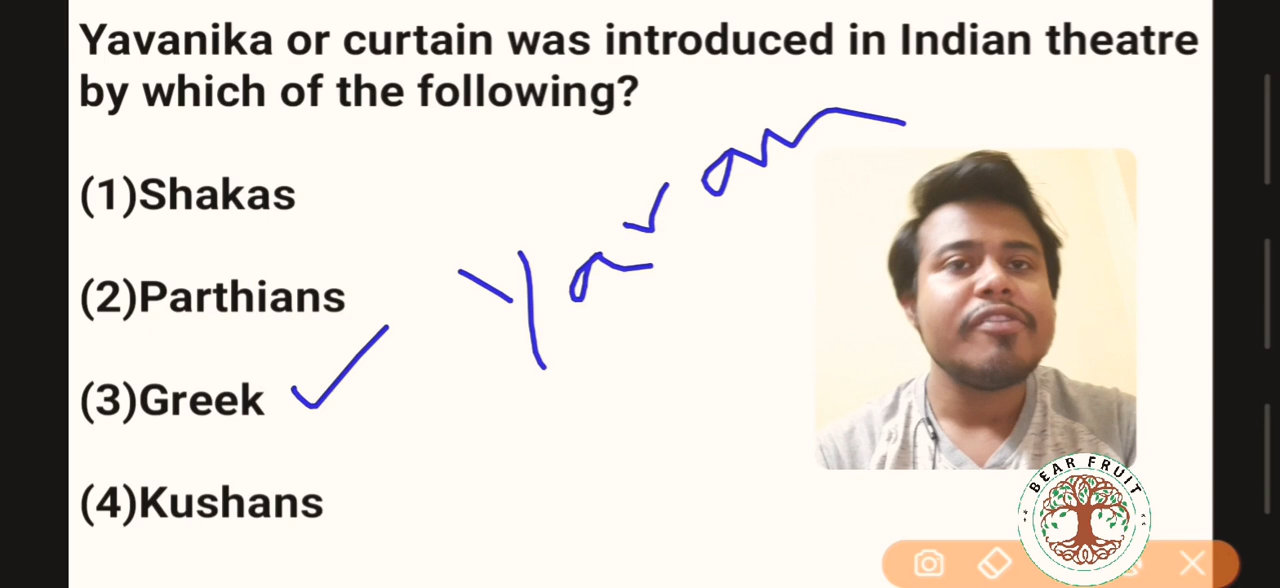 Yavanika or curtain was introduced in Indian theatre
by which of the following?
(1)Shakas
(2)Parthians
(3)Greek
(4)Kushans
Yavan
BEAR FRUIT